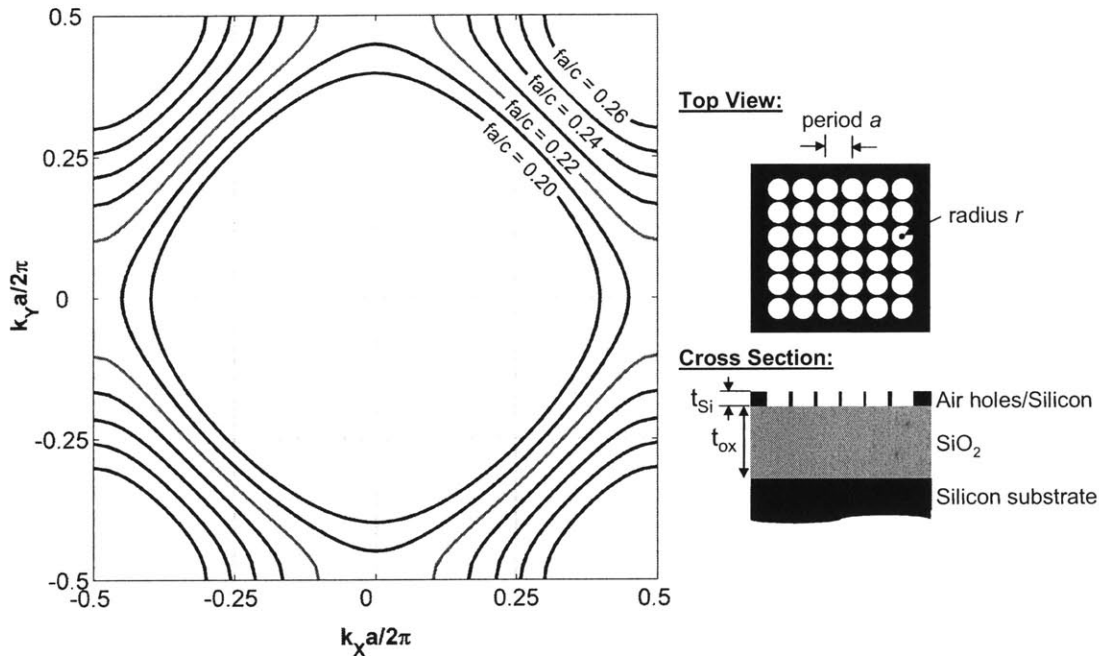 0.5
0.25
0
-0.25
-0.5
k_Y a/2π
-0.5
-0.25
0
0.25
0.5
k_X a/2π
fa/c = 0.26
fa/c = 0.24
fa/c = 0.22
fa/c = 0.20
Top View:
period a
radius r
Cross Section:
t_Si
Air holes/Silicon
t_ox
SiO₂
Silicon substrate